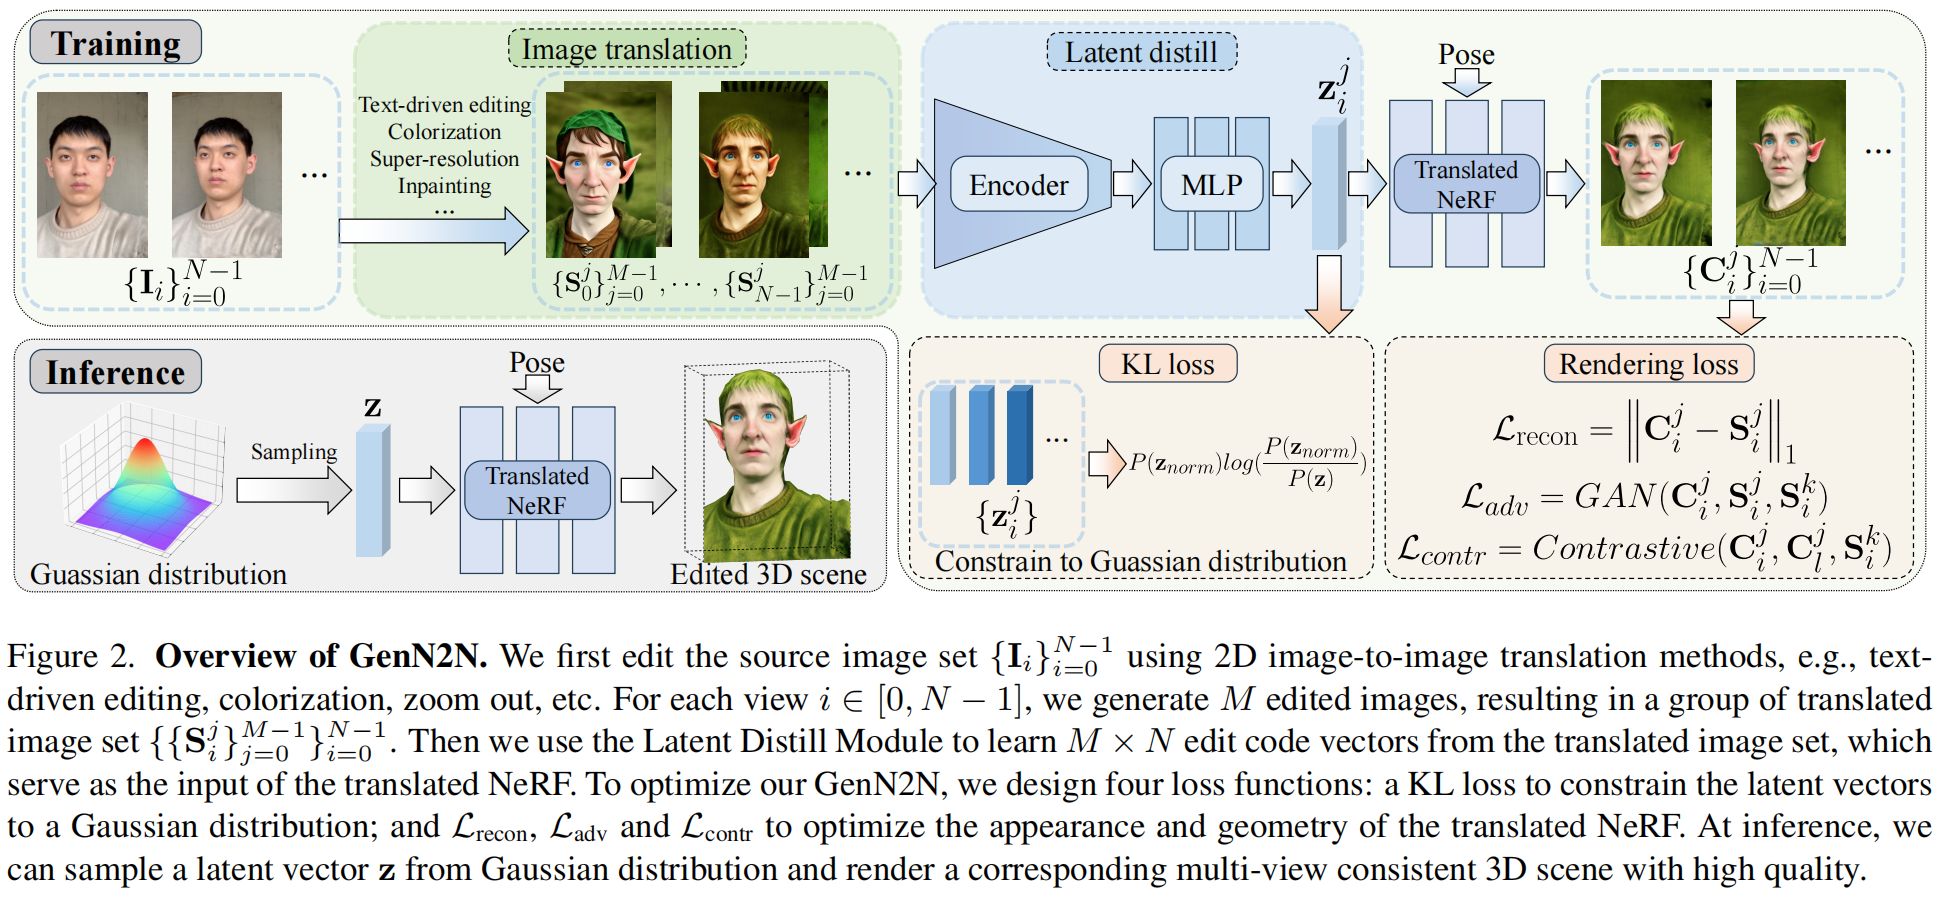 Training
Image translation
Latent distill
Pose
Text-driven editing
Colorization
Super-resolution
Inpainting
...
...
...
...
Encoder
MLP
$\mathbf{z}_i^j$
Translated
NeRF
$\{\mathbf{I}_i\}_{i=0}^{N-1}$
$\{\mathbf{S}_0^j\}_{j=0}^{M-1}, \cdots, \{\mathbf{S}_{N-1}^j\}_{j=0}^{M-1}$
$\{\mathbf{C}_i^j\}_{i=0}^{N-1}$
Inference
Pose
z
Sampling
Translated
NeRF
Guassian distribution
Edited 3D scene
KL loss
...
$\{\mathbf{z}_i^j\}$
$P(\mathbf{z}_{norm})log(\frac{P(\mathbf{z}_{norm})}{P(\mathbf{z})})$
Constrain to Guassian distribution
Rendering loss
$\mathcal{L}_{\text{recon}} = \left\| \mathbf{C}_i^j - \mathbf{S}_i^j \right\|_1$
$\mathcal{L}_{adv} = GAN(\mathbf{C}_i^j, \mathbf{S}_i^j, \mathbf{S}_i^k)$
$\mathcal{L}_{contr} = Contrastive(\mathbf{C}_i^j, \mathbf{C}_l^j, \mathbf{S}_i^k)$
Figure 2. Overview of GenN2N. We first edit the source image set $\{\mathbf{I}_i\}_{i=0}^{N-1}$ using 2D image-to-image translation methods, e.g., text-
driven editing, colorization, zoom out, etc. For each view $i \in [0, N-1]$, we generate $M$ edited images, resulting in a group of translated
image set $\{\{\mathbf{S}_i^j\}_{j=0}^{M-1}\}_{i=0}^{N-1}$. Then we use the Latent Distill Module to learn $M \times N$ edit code vectors from the translated image set, which
serve as the input of the translated NeRF. To optimize our GenN2N, we design four loss functions: a KL loss to constrain the latent vectors
to a Gaussian distribution; and $\mathcal{L}_{\text{recon}}$, $\mathcal{L}_{\text{adv}}$ and $\mathcal{L}_{\text{contr}}$ to optimize the appearance and geometry of the translated NeRF. At inference, we
can sample a latent vector z from Gaussian distribution and render a corresponding multi-view consistent 3D scene with high quality.